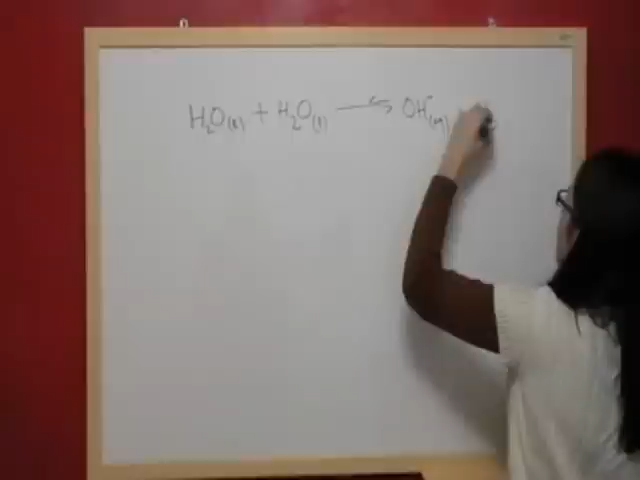 H₂O(l) + H₂O(l) ⇌ OH⁻(aq)